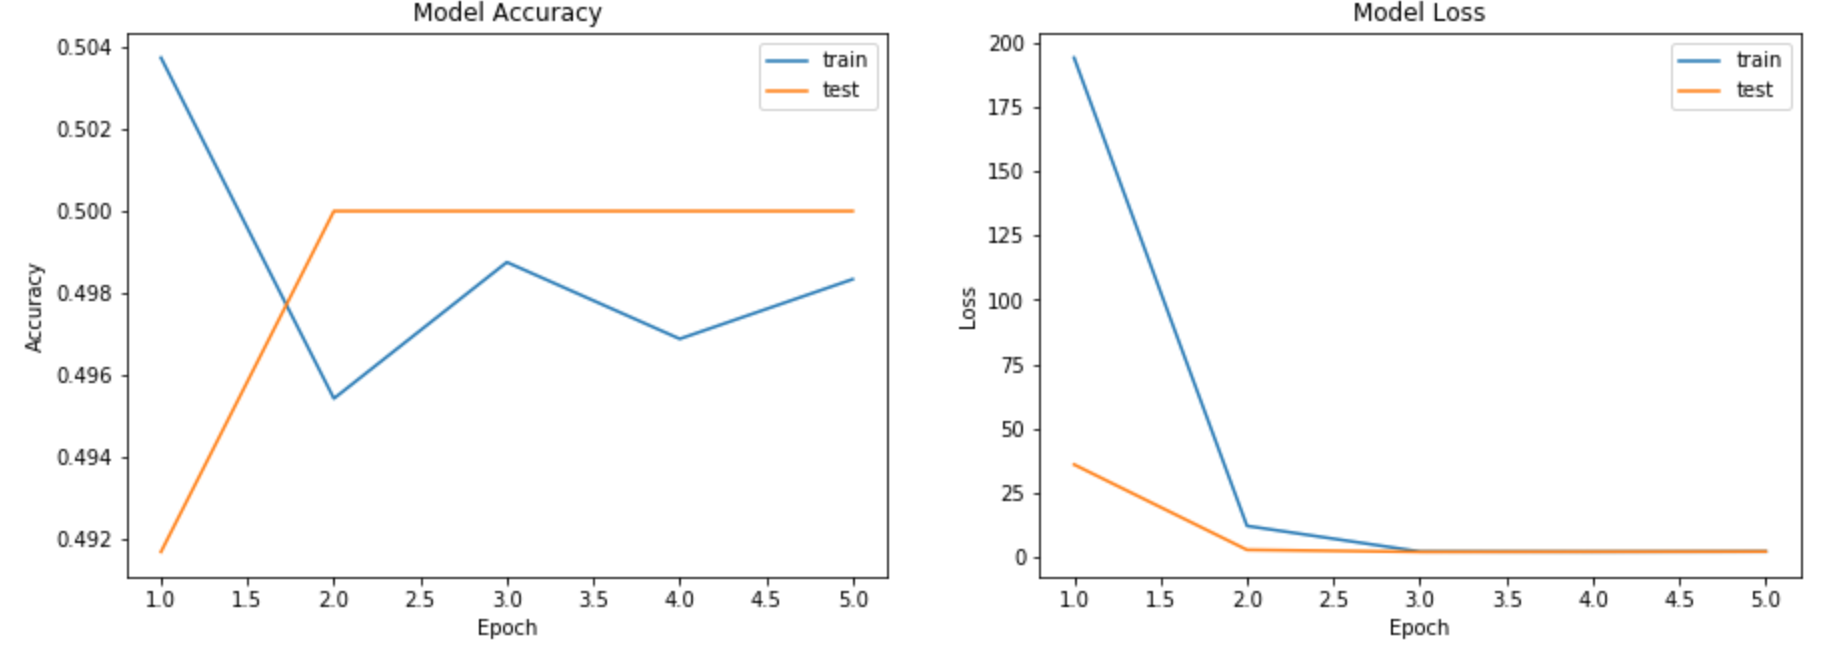 Model Accuracy
0.504
0.502
0.500
0.498
0.496
0.494
0.492
Accuracy
train
test
1.0 1.5 2.0 2.5 3.0 3.5 4.0 4.5 5.0
Epoch
Model Loss
200
175
150
125
100
75
50
25
0
Loss
train
test
1.0 1.5 2.0 2.5 3.0 3.5 4.0 4.5 5.0
Epoch